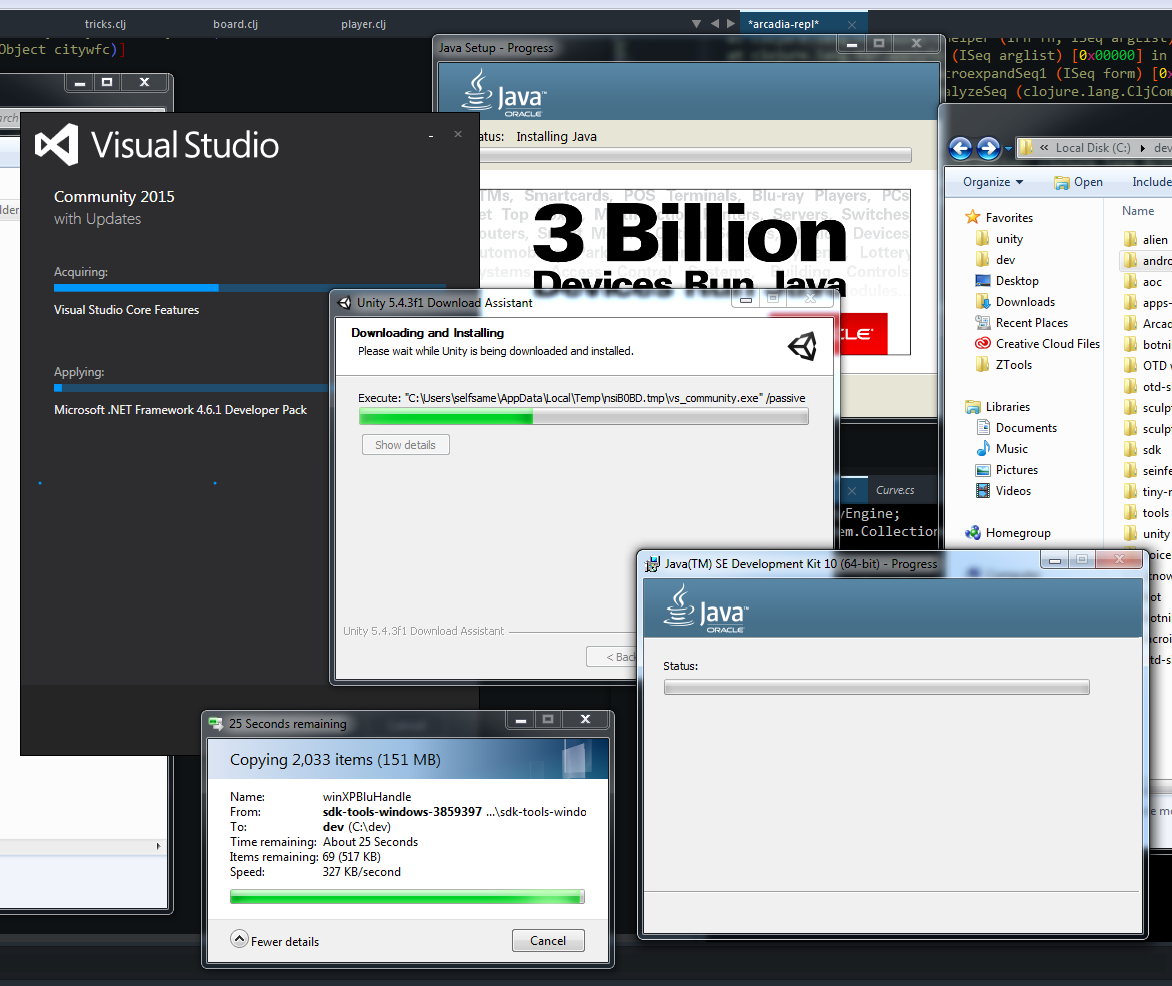 tricks.clj
board.clj
player.clj
*arcadia-repl*
Object citywfc)]
(ISeq arglist) [0x00000] in
croexpandSeq1 (ISeq form) [0x
alyzeSeq (clojure.lang.CljCom
Java Setup - Progress
Java
ORACLE
atus: Installing Java
TMs, Smartcards, POS Terminals, Blu-ray Players, PCs
3 Billion
Devices Run Java
CLE
Visual Studio
Community 2015
with Updates
Acquiring:
Visual Studio Core Features
Applying:
Microsoft .NET Framework 4.6.1 Developer Pack
Unity 5.4.3f1 Download Assistant
Downloading and Installing
Please wait while Unity is being downloaded and installed.
Execute: "C:\Users\selfsame\AppData\Local\Temp\nsiB0BD.tmp\vs_community.exe" /passive
Show details
Unity 5.4.3f1 Download Assistant
< Back
« Local Disk (C:) dev
Organize
Open
Include
Name
Favorites
unity
dev
Desktop
Downloads
Recent Places
Creative Cloud Files
ZTools
Libraries
Documents
Music
Pictures
Videos
Homegroup
alien
andro
aoc
apps-
Arcad
botni
OTD v
otd-s
sculpt
sculpt
sdk
seinfe
tiny-r
tools
unity
Curve.cs
yEngine;
em.Collection
Java(TM) SE Development Kit 10 (64-bit) - Progress
Java
ORACLE
Status:
25 Seconds remaining
Copying 2,033 items (151 MB)
Name: winXPBluHandle
From: sdk-tools-windows-3859397 ...\sdk-tools-windo
To: dev (C:\dev)
Time remaining: About 25 Seconds
Items remaining: 69 (517 KB)
Speed: 327 KB/second
Fewer details
Cancel